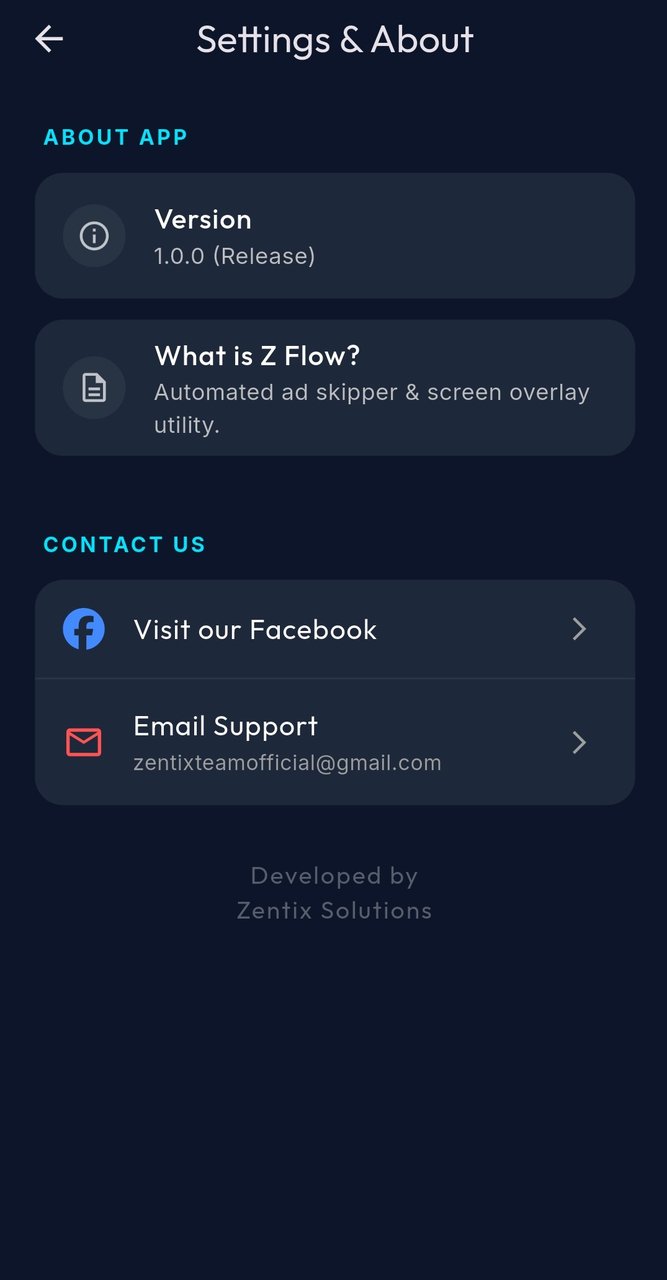 Settings & About
ABOUT APP
Version
1.0.0 (Release)
What is Z Flow?
Automated ad skipper & screen overlay
utility.
CONTACT US
Visit our Facebook
Email Support
zentixteamofficial@gmail.com
Developed by
Zentix Solutions